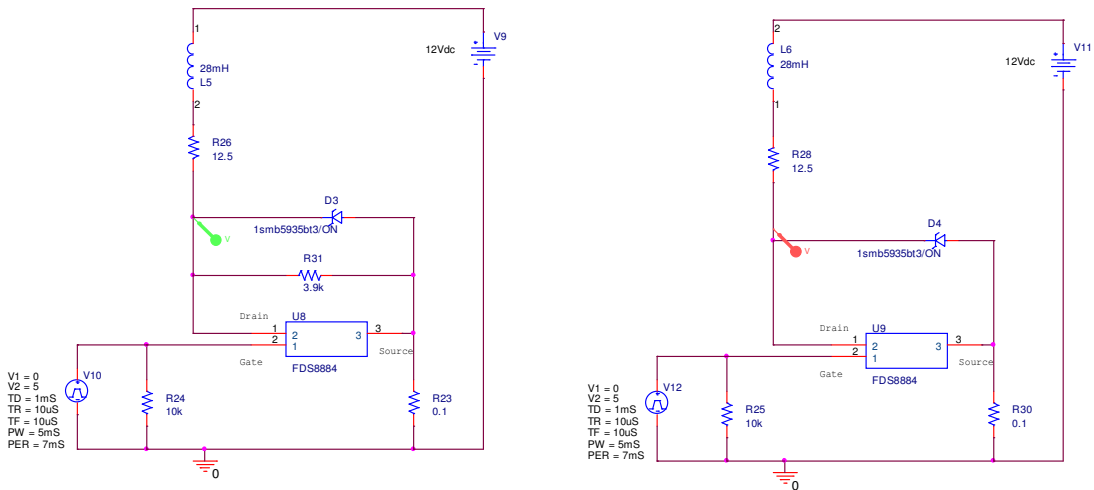 1
V9
12Vdc
28mH
L5
2
R26
12.5
D3
1smb5935bt3/ON
V
R31
3.9k
Drain
U8
1
2
2
1
3
3
Gate
Source
FDS8884
V1 = 0
V2 = 5
TD = 1mS
TR = 10uS
TF = 10uS
PW = 5mS
PER = 7mS
V10
R24
10k
R23
0.1
0
2
V11
12Vdc
L6
28mH
1
R28
12.5
D4
1smb5935bt3/ON
V
Drain
U9
1
2
2
1
3
3
Gate
Source
FDS8884
V1 = 0
V2 = 5
TD = 1mS
TR = 10uS
TF = 10uS
PW = 5mS
PER = 7mS
V12
R25
10k
R30
0.1
0